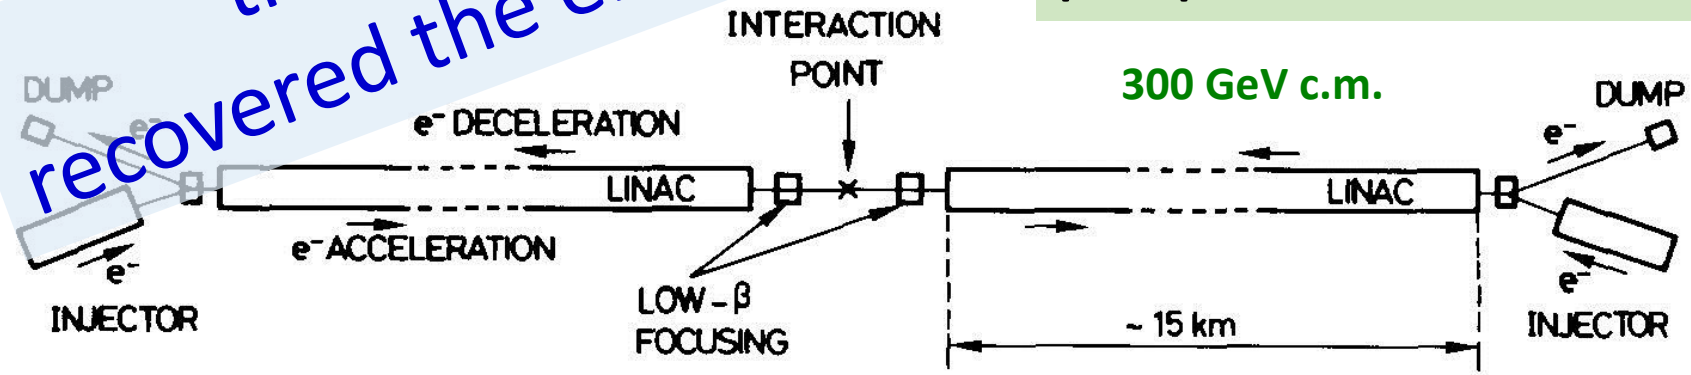 recovered the
INTERACTION
POINT
300 GeV c.m.
DUMP
DUMP
e⁻ DECELERATION
e⁻
e⁻
LINAC
LINAC
e⁻ ACCELERATION
e⁻
e⁻
INJECTOR
LOW-β
FOCUSING
~ 15 km
INJECTOR